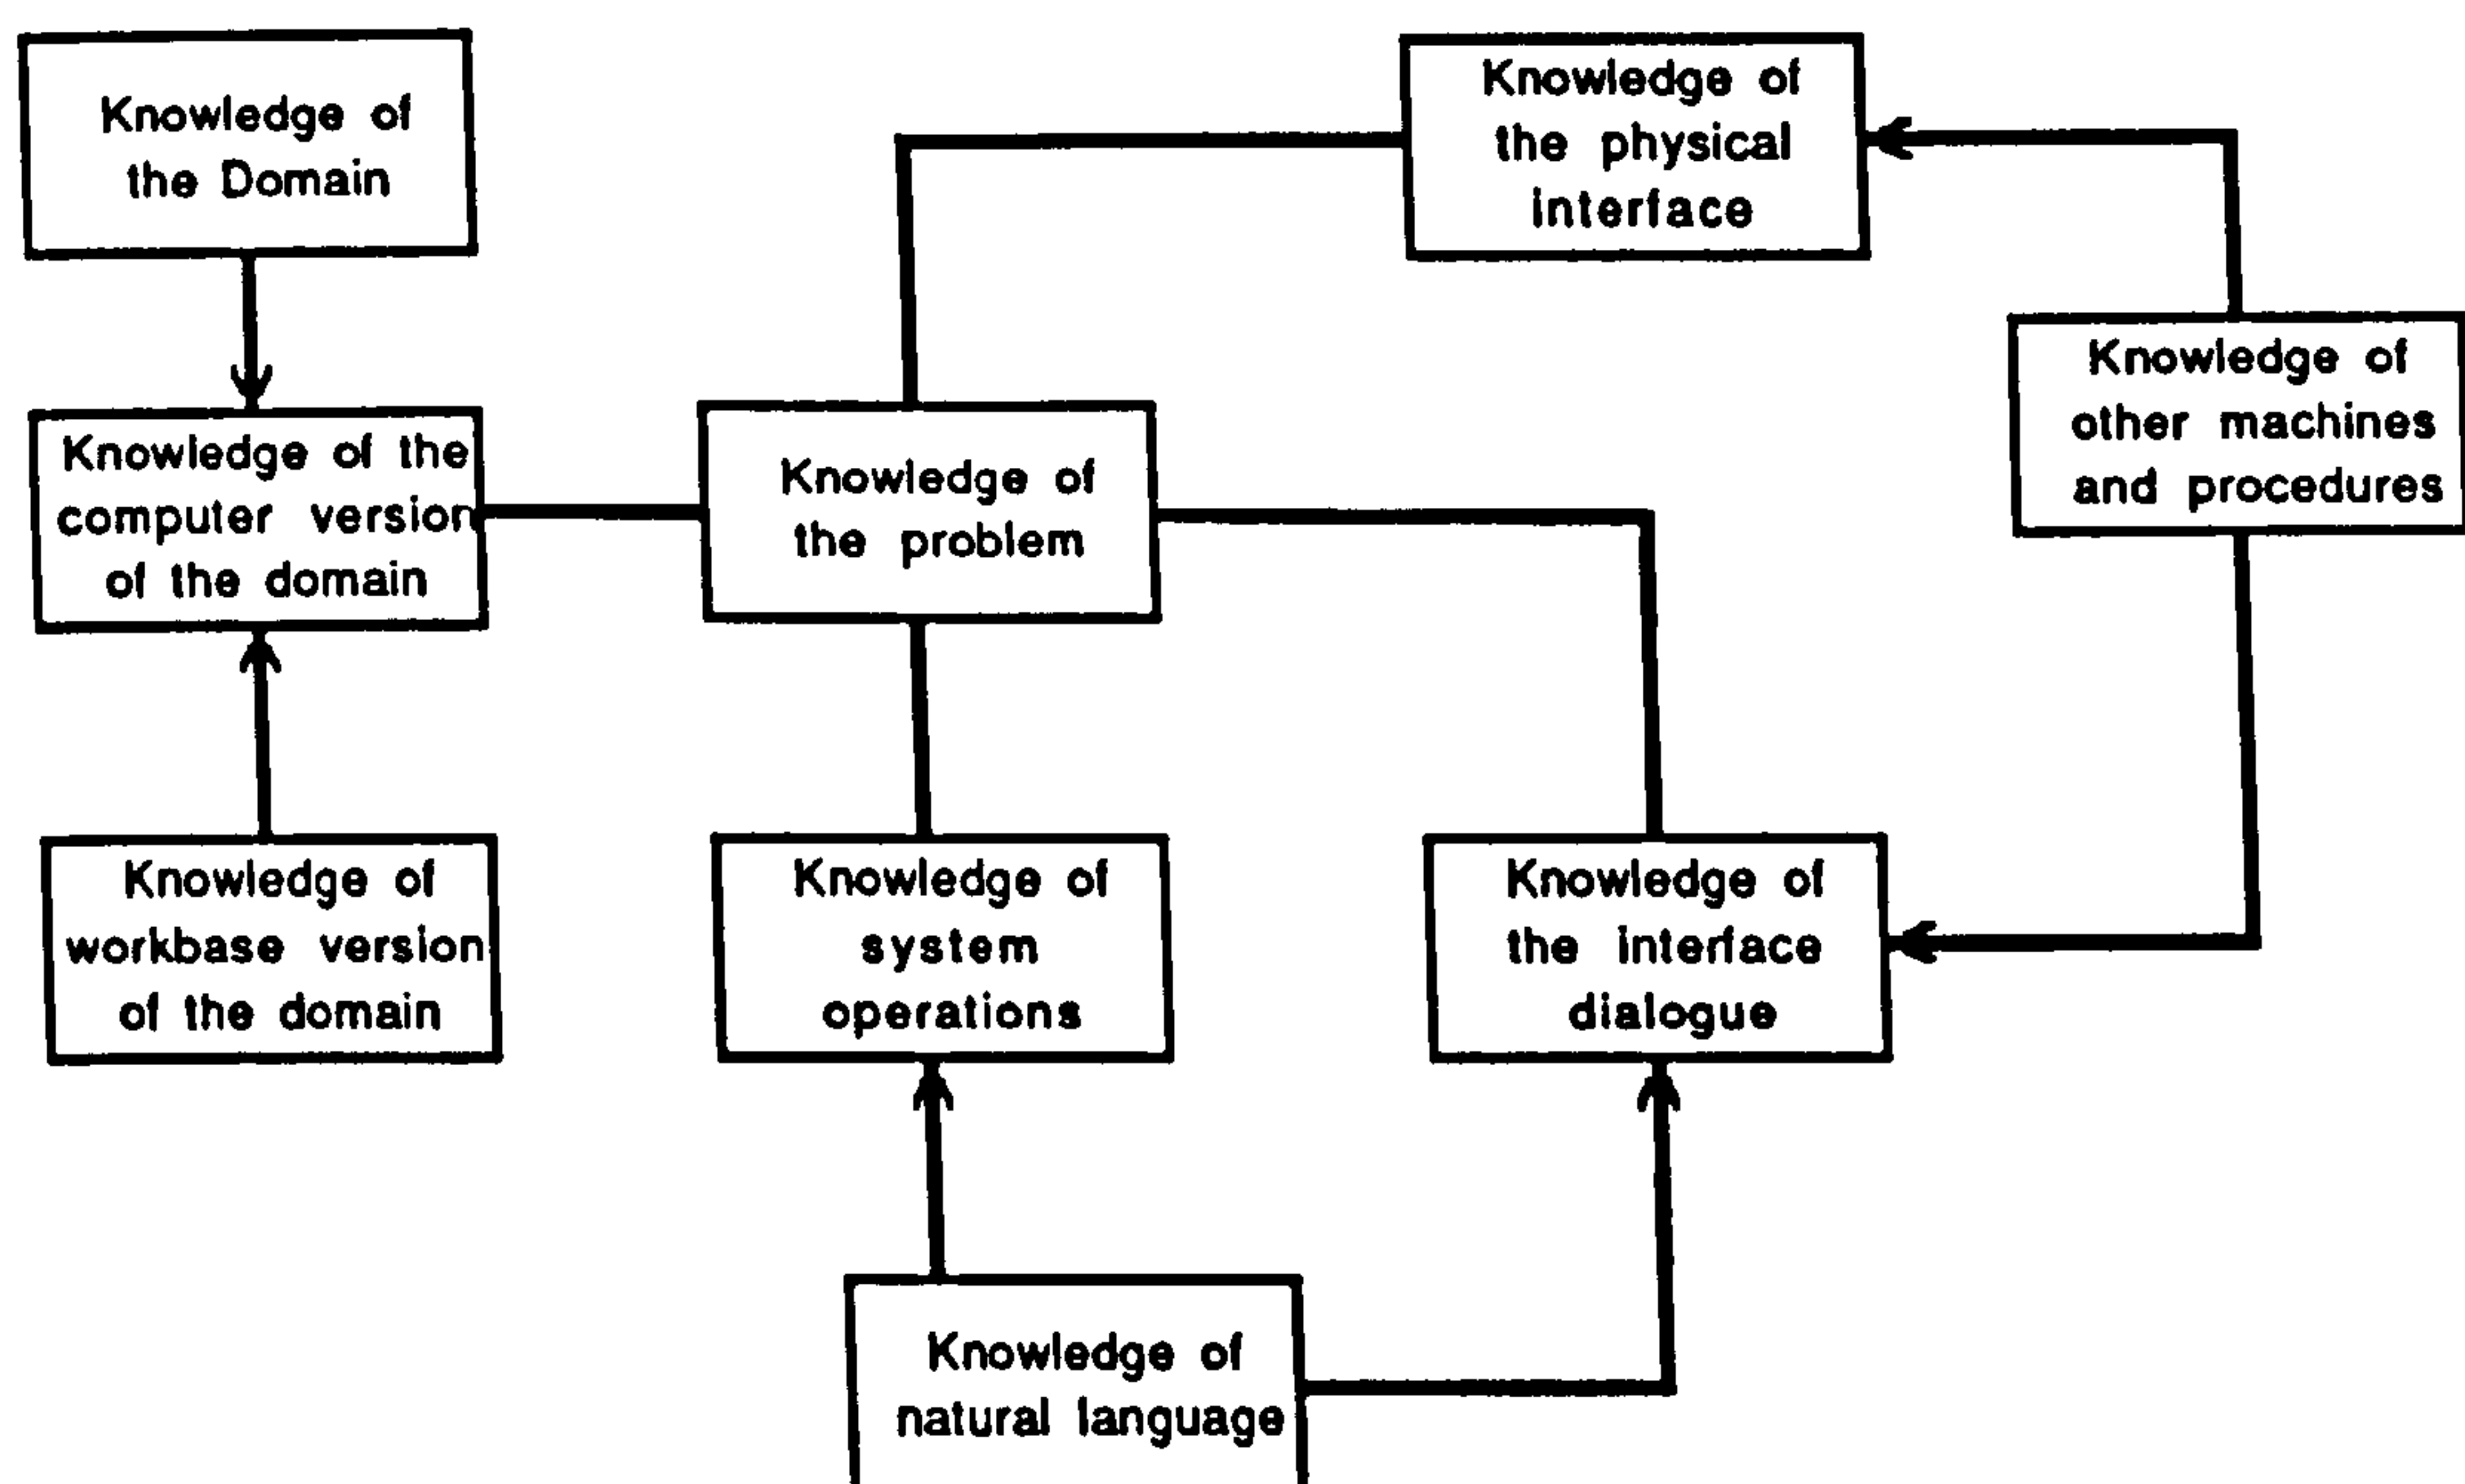 Knowledge of
the Domain
Knowledge of
the physical
interface
Knowledge of
other machines
and procedures
Knowledge of the
computer version
of the domain
Knowledge of
the problem
Knowledge of
workbase version
of the domain
Knowledge of
system
operations
Knowledge of
the interface
dialogue
Knowledge of
natural language